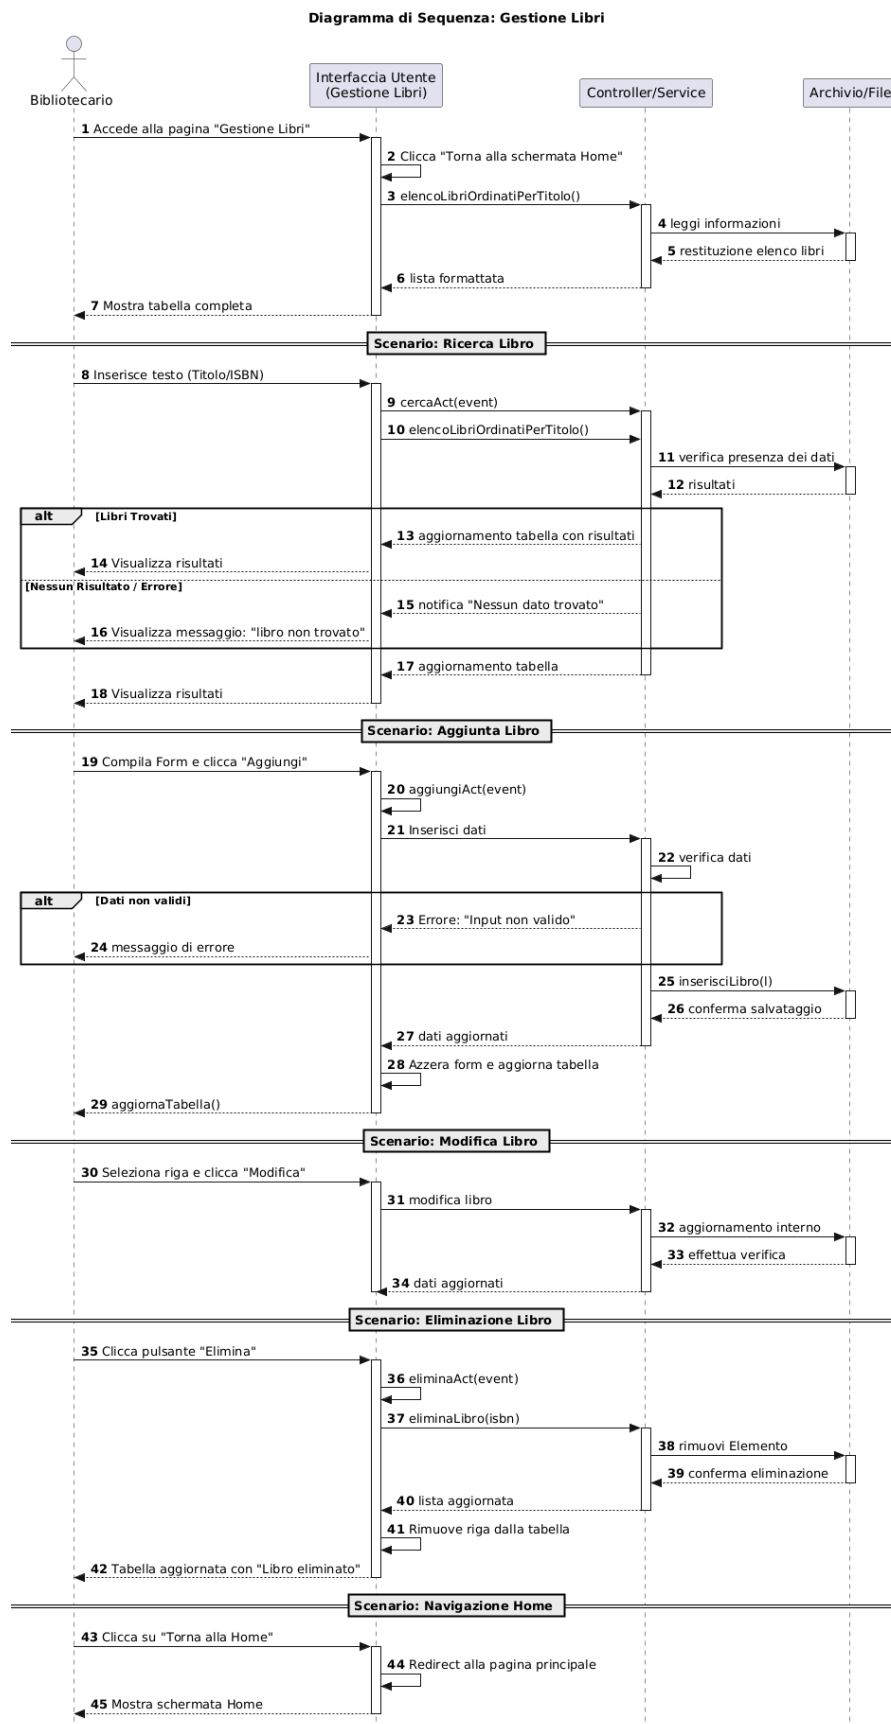 Diagramma di Sequenza: Gestione Libri
Bibliotecario
Interfaccia Utente
(Gestione Libri)
Controller/Service
Archivio/File
1 Accede alla pagina "Gestione Libri"
2 Clicca "Torna alla schermata Home"
3 elencoLibriOrdinatiPerTitolo()
4 leggi informazioni
5 restituzione elenco libri
6 lista formattata
7 Mostra tabella completa
Scenario: Ricerca Libro
8 Inserisce testo (Titolo/ISBN)
9 cercaAct(event)
10 elencoLibriOrdinatiPerTitolo()
11 verifica presenza dei dati
12 risultati
alt [Libri Trovati]
13 aggiornamento tabella con risultati
14 Visualizza risultati
[Nessun Risultato / Errore]
15 notifica "Nessun dato trovato"
16 Visualizza messaggio: "libro non trovato"
17 aggiornamento tabella
18 Visualizza risultati
Scenario: Aggiunta Libro
19 Compila Form e clicca "Aggiungi"
20 aggiungiAct(event)
21 Inserisci dati
22 verifica dati
alt [Dati non validi]
23 Errore: "Input non valido"
24 messaggio di errore
25 inserisciLibro(l)
26 conferma salvataggio
27 dati aggiornati
28 Azzera form e aggiorna tabella
29 aggiornaTabella()
Scenario: Modifica Libro
30 Seleziona riga e clicca "Modifica"
31 modifica libro
32 aggiornamento interno
33 effettua verifica
34 dati aggiornati
Scenario: Eliminazione Libro
35 Clicca pulsante "Elimina"
36 eliminaAct(event)
37 eliminaLibro(isbn)
38 rimuovi Elemento
39 conferma eliminazione
40 lista aggiornata
41 Rimuove riga dalla tabella
42 Tabella aggiornata con "Libro eliminato"
Scenario: Navigazione Home
43 Clicca su "Torna alla Home"
44 Redirect alla pagina principale
45 Mostra schermata Home